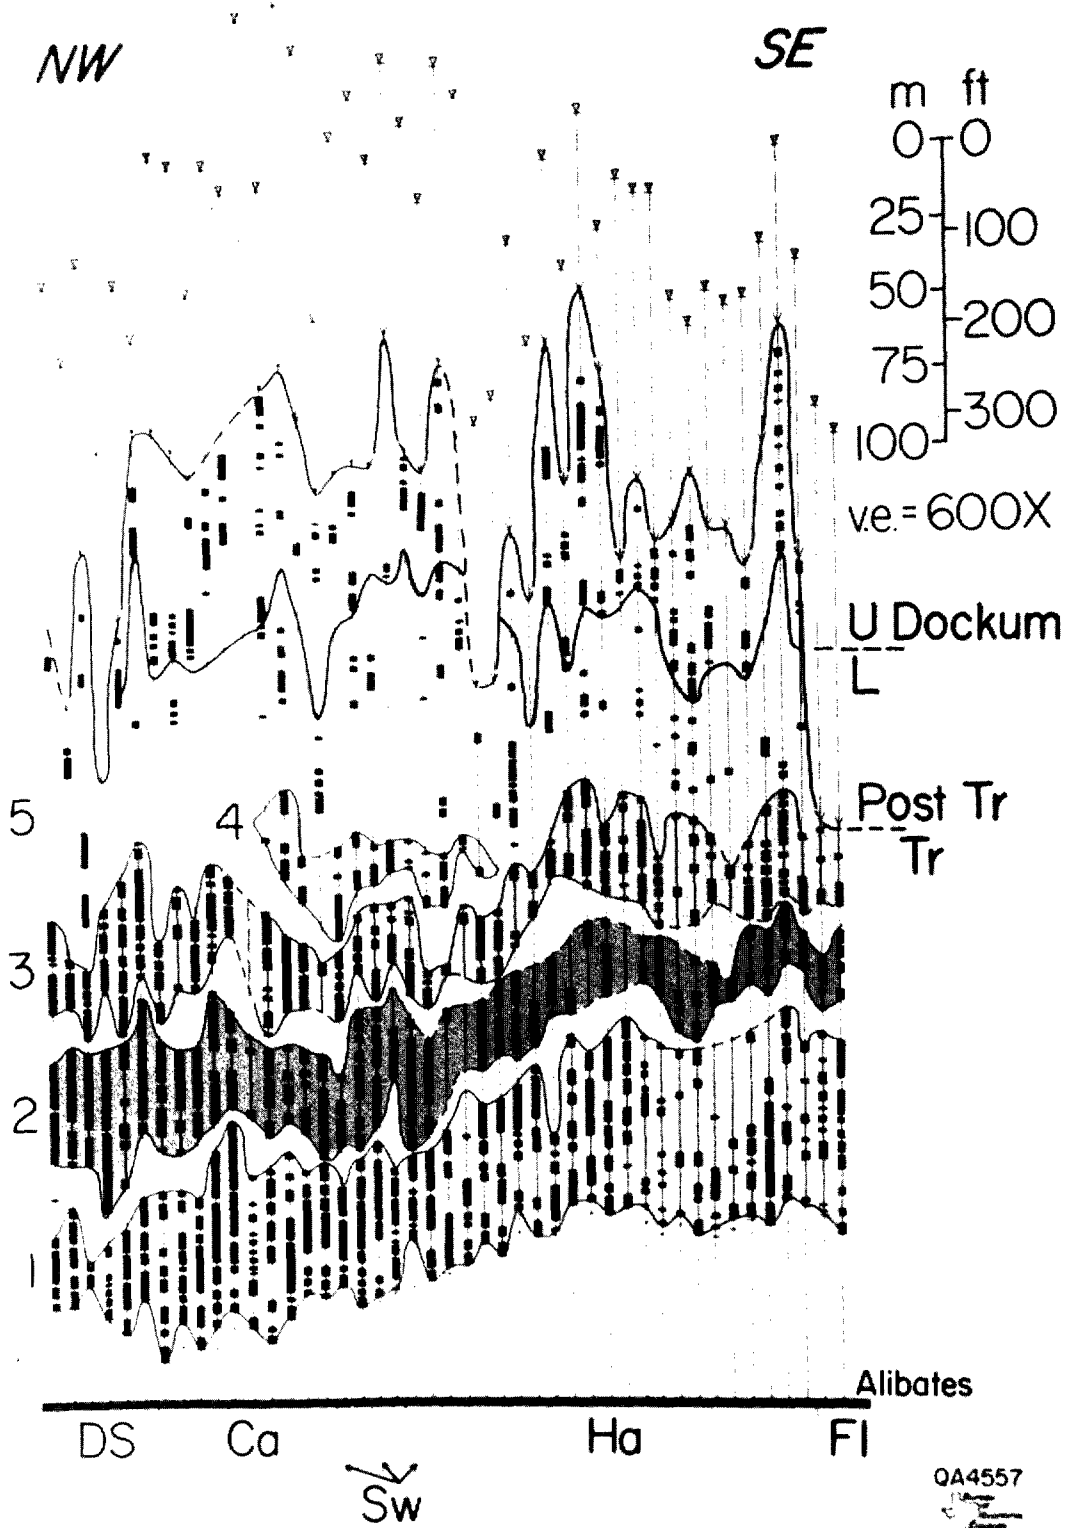 NW SE
m ft
0 0
25
100
50
200
75
300
100
v.e.=600X
U Dockum
L
5 4
Post Tr
Tr
3
2
1
Alibates
DS Ca Ha Fl
Sw
QA4557